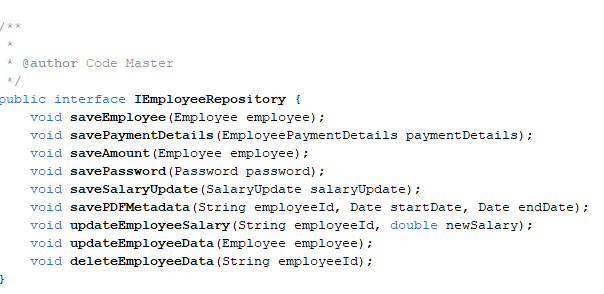 /**
 *
 * @author Code Master
 */
public interface IEmployeeRepository {
    void saveEmployee(Employee employee);
    void savePaymentDetails(EmployeePaymentDetails paymentDetails);
    void saveAmount(Employee employee);
    void savePassword(Password password);
    void saveSalaryUpdate(SalaryUpdate salaryUpdate);
    void savePDFMetadata(String employeeId, Date startDate, Date endDate);
    void updateEmployeeSalary(String employeeId, double newSalary);
    void updateEmployeeData(Employee employee);
    void deleteEmployeeData(String employeeId);
}